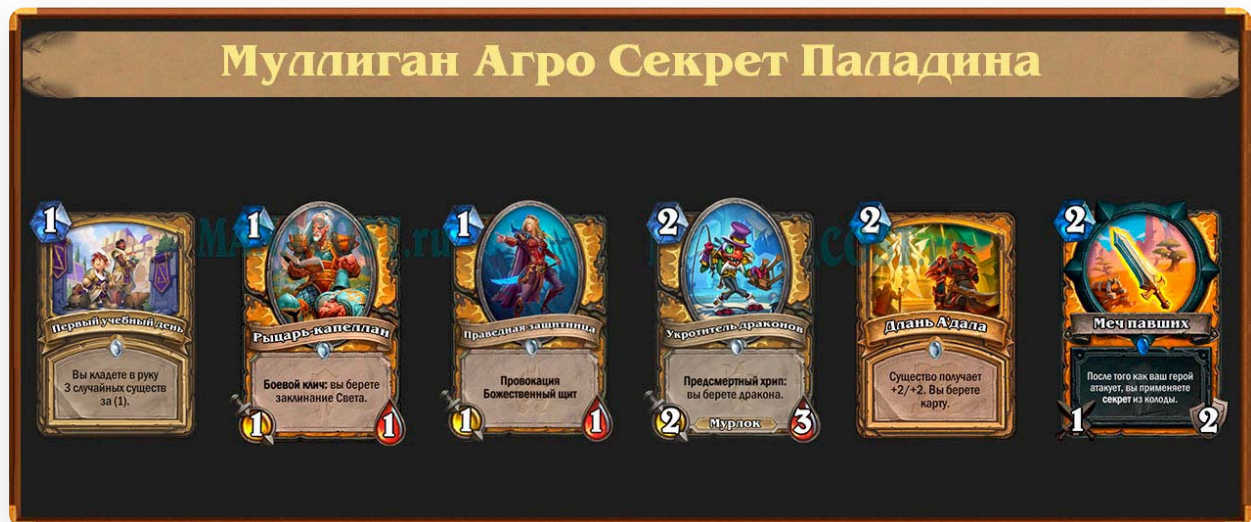 Муллиган Агро Секрет Паладина
1
Первый учебный день
Вы кладете в руку
3 случайных существ
за (1).
1
Рыцарь-капеллан
Боевой клич: вы берете
заклинание Света.
1
1
1
Праведная защитница
Провокация
Божественный щит
1
1
2
Укротитель драконов
Предсмертный хрип:
вы берете дракона.
2
Мурлок
3
2
Длань А'дала
Существо получает
+2/+2. Вы берете
карту.
2
Меч павших
После того как ваш герой
атакует, вы применяете
секрет из колоды.
1
2